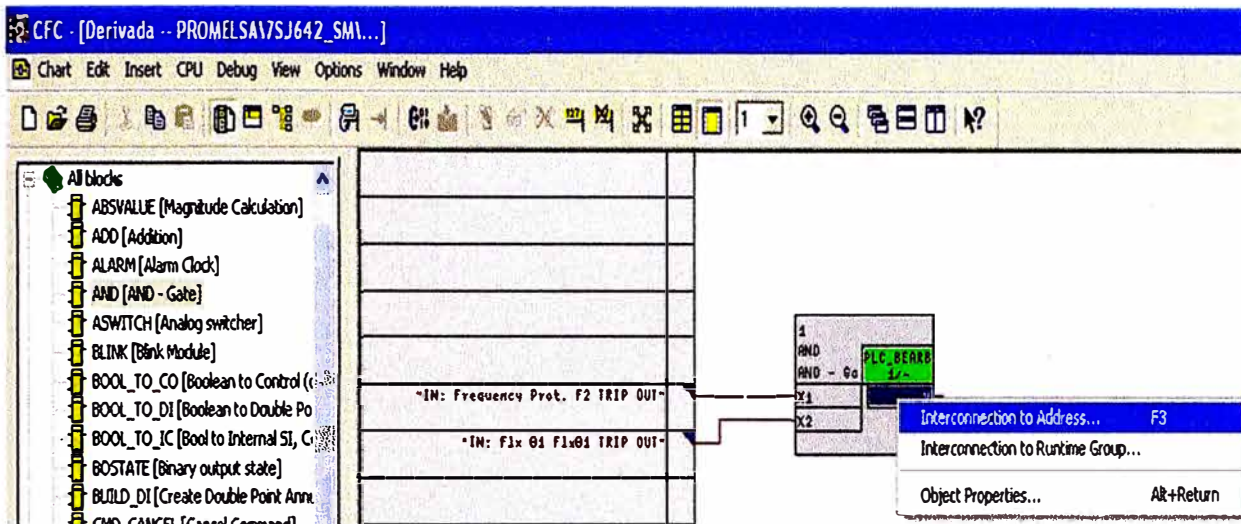 CFC - [Derivada -- PROMELSA\7SJ642_SM\...]
Chart Edit Insert CPU Debug View Options Window Help
1
All blocks
ABSVALUE [Magnitude Calculation]
ADD [Addition]
ALARM [Alarm Clock]
AND [AND - Gate]
ASWITCH [Analog switcher]
BLINK [Blink Module]
BOOL_TO_CO [Boolean to Control (c
BOOL_TO_DI [Boolean to Double Po
BOOL_TO_IC [Bool to Internal SI, C
BOSTATE [Binary output state]
BUILD_DI [Create Double Point Ann
CMD_CANCEL [Cancel Command]
"IN: Frequency Prot. F2 TRIP OUT"
"IN: Flx 01 Flx01 TRIP OUT"
1
AND
AND - Ga
PLC_BEARB
1/-
X1
Y
X2
Interconnection to Address... F3
Interconnection to Runtime Group...
Object Properties... Alt+Return